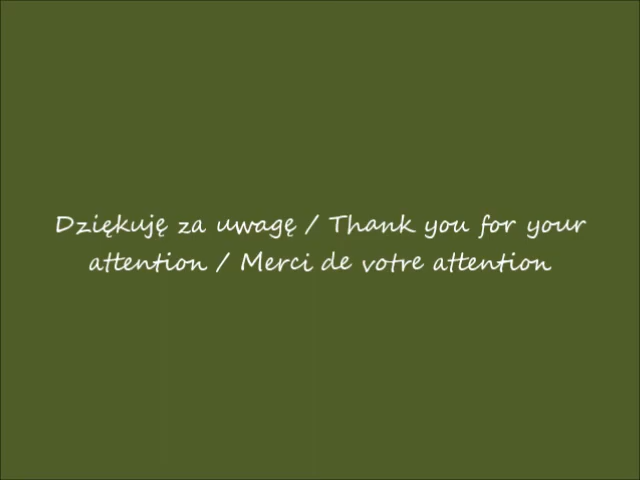 Dziękuję za uwagę / Thank you for your
attention / Merci de votre attention